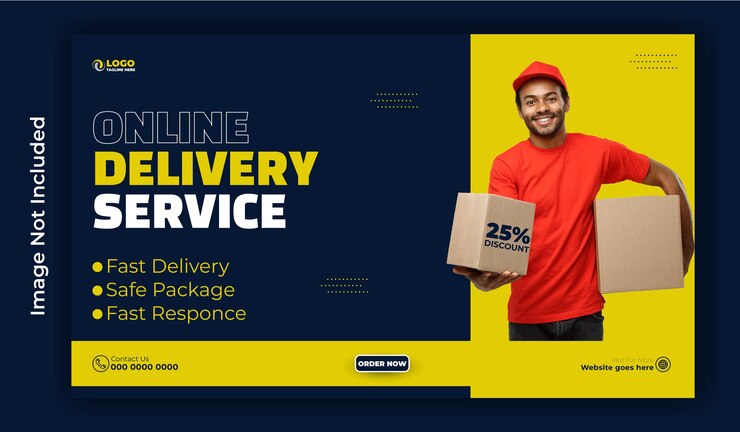 Image Not Included
LOGO
TAGLINE HERE
ONLINE
DELIVERY
SERVICE
Fast Delivery
Safe Package
Fast Responce
25%
DISCOUNT
Contact Us
000 0000 0000
ORDER NOW
Visit For More
Website goes here